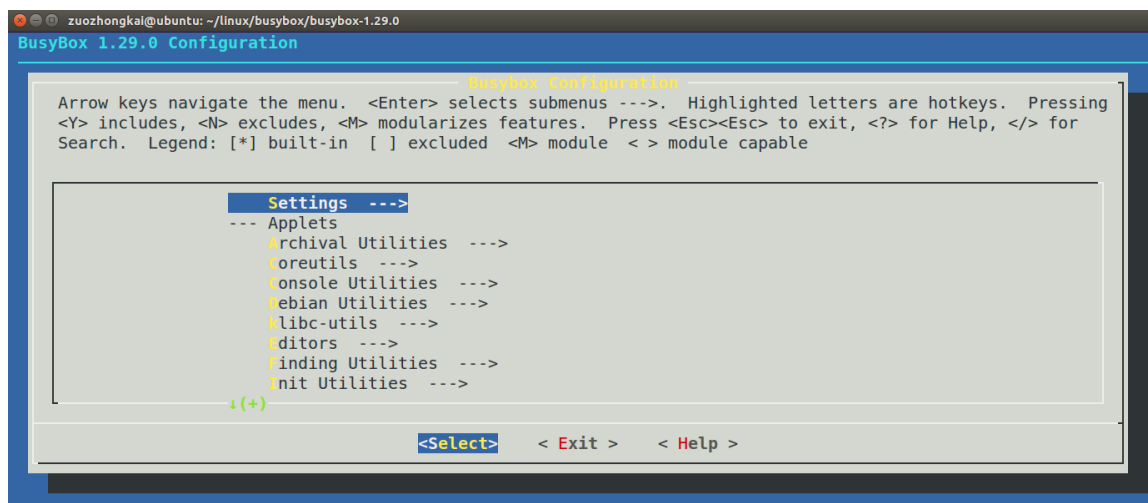 zuozhongkai@ubuntu: ~/linux/busybox/busybox-1.29.0
BusyBox 1.29.0 Configuration
Busybox Configuration
Arrow keys navigate the menu.  <Enter> selects submenus --->.  Highlighted letters are hotkeys.  Pressing
<Y> includes, <N> excludes, <M> modularizes features.  Press <Esc><Esc> to exit, <?> for Help, </> for
Search.  Legend: [*] built-in  [ ] excluded  <M> module  < > module capable
Settings  --->
--- Applets
Archival Utilities  --->
Coreutils  --->
Console Utilities  --->
Debian Utilities  --->
klibc-utils  --->
Editors  --->
Finding Utilities  --->
Init Utilities  --->
↓(+)
<Select>    < Exit >    < Help >